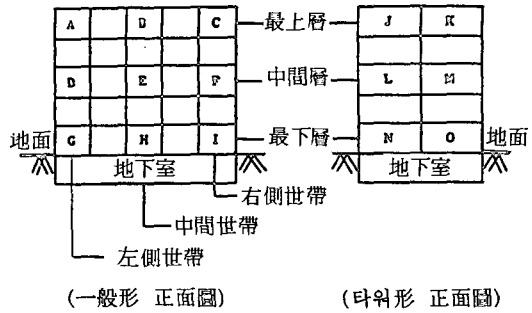 A B C 最上層 J K
D E F 中間層 L M
地面 G H I 最下層 N O 地面
地下室 地下室
右側世帶
中間世帶
左側世帶
(一般形 正面圖) (타워形 正面圖)